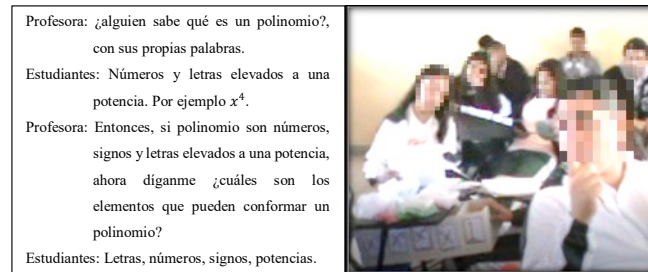 Profesora: ¿alguien sabe qué es un polinomio?,
con sus propias palabras.
Estudiantes: Números y letras elevados a una
potencia. Por ejemplo x⁴.
Profesora: Entonces, si polinomio son números,
signos y letras elevados a una potencia,
ahora díganme ¿cuáles son los
elementos que pueden conformar un
polinomio?
Estudiantes: Letras, números, signos, potencias.